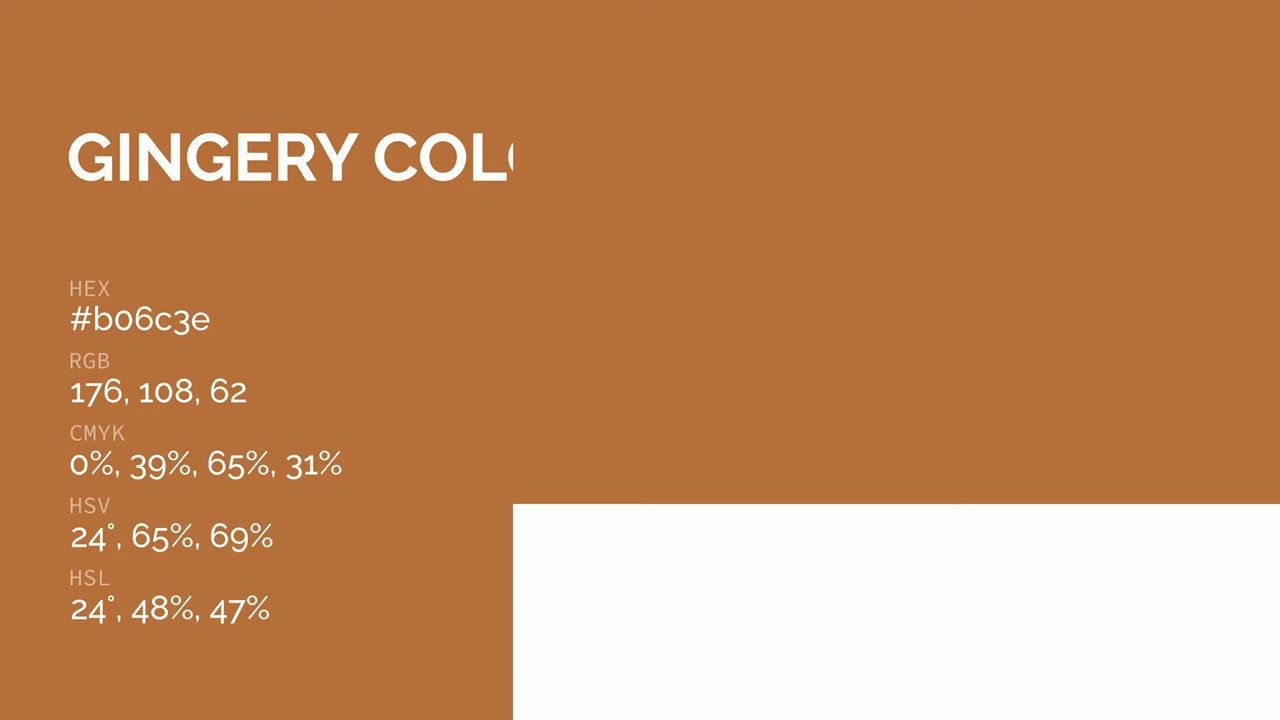 GINGERY COL
HEX
#b06c3e
RGB
176, 108, 62
CMYK
0%, 39%, 65%, 31%
HSV
24°, 65%, 69%
HSL
24°, 48%, 47%